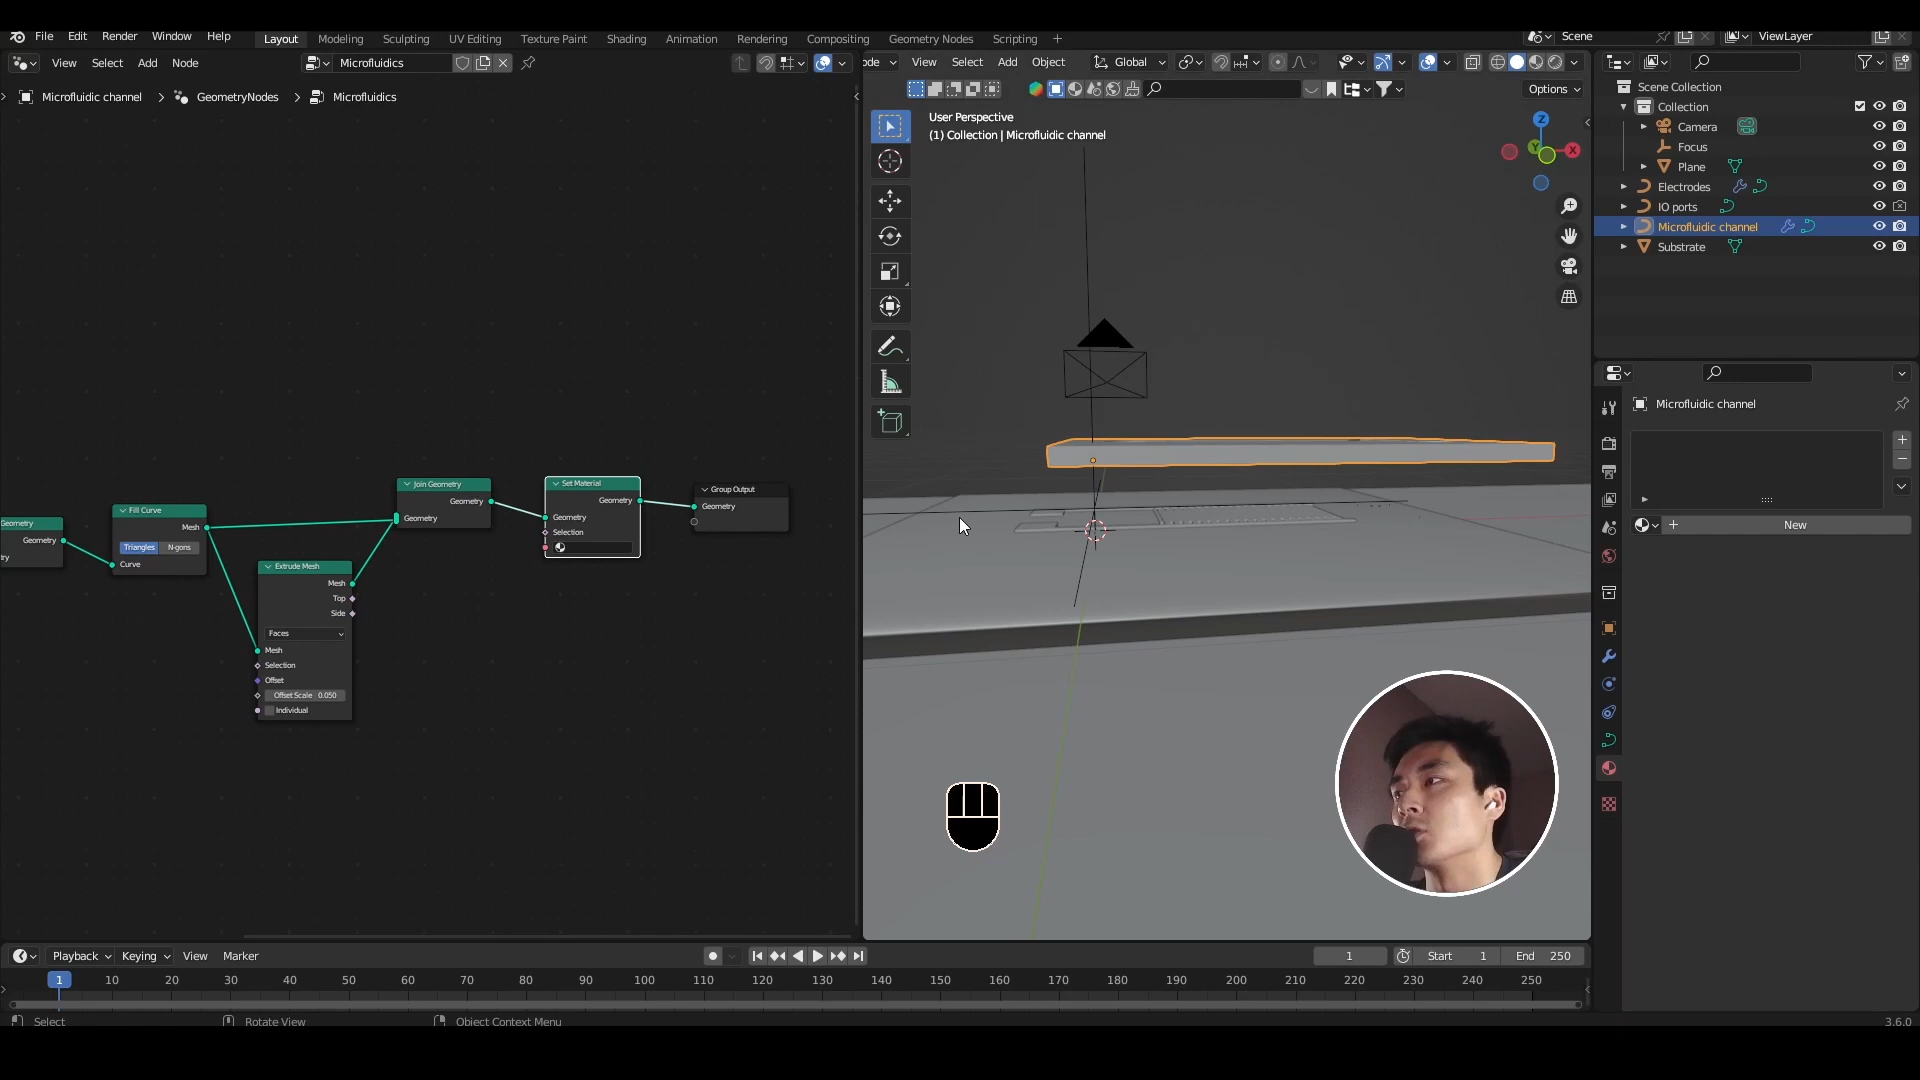 File Edit Render Window Help Layout Modeling Sculpting UV Editing Texture Paint Shading Animation Rendering Compositing Geometry Nodes Scripting + Scene ViewLayer
View Select Add Node Microfluidics
View Select Add Object Global
Microfluidic channel > GeometryNodes > Microfluidics
Options
User Perspective
(1) Collection | Microfluidic channel
Z
Y
X
Scene Collection
Collection
Camera
Focus
Plane
Electrodes
IO ports
Microfluidic channel
Substrate
Microfluidic channel
New
Geometry
Geometry
Fill Curve
Mesh
Triangles N-gons
Curve
Extrude Mesh
Mesh
Top
Side
Faces
Mesh
Selection
Offset
Offset Scale 0.050
Individual
Join Geometry
Geometry
Geometry
Set Material
Geometry
Geometry
Selection
Group Output
Geometry
Playback Keying View Marker 1 Start 1 End 250
1 10 20 30 40 50 60 70 80 90 100 110 120 130 140 150 160 170 180 190 200 210 220 230 240 250
Select Rotate View Object Context Menu 3.6.0